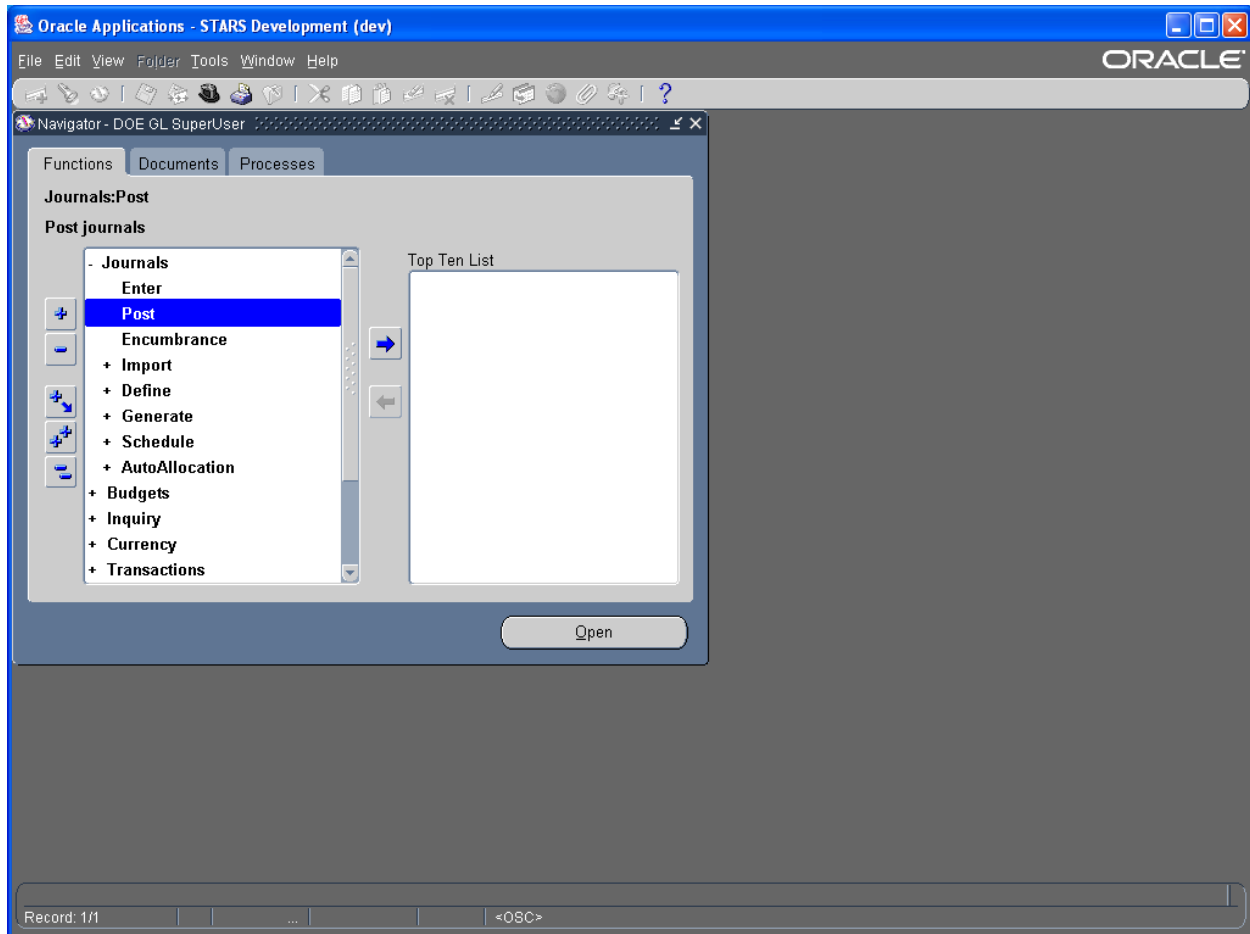 Oracle Applications - STARS Development (dev)
File Edit View Folder Tools Window Help
ORACLE
Navigator - DOE GL SuperUser
Functions Documents Processes
Journals:Post
Post journals
Top Ten List
- Journals
Enter
Post
Encumbrance
+ Import
+ Define
+ Generate
+ Schedule
+ AutoAllocation
+ Budgets
+ Inquiry
+ Currency
+ Transactions
Open
Record: 1/1 ... <OSC>